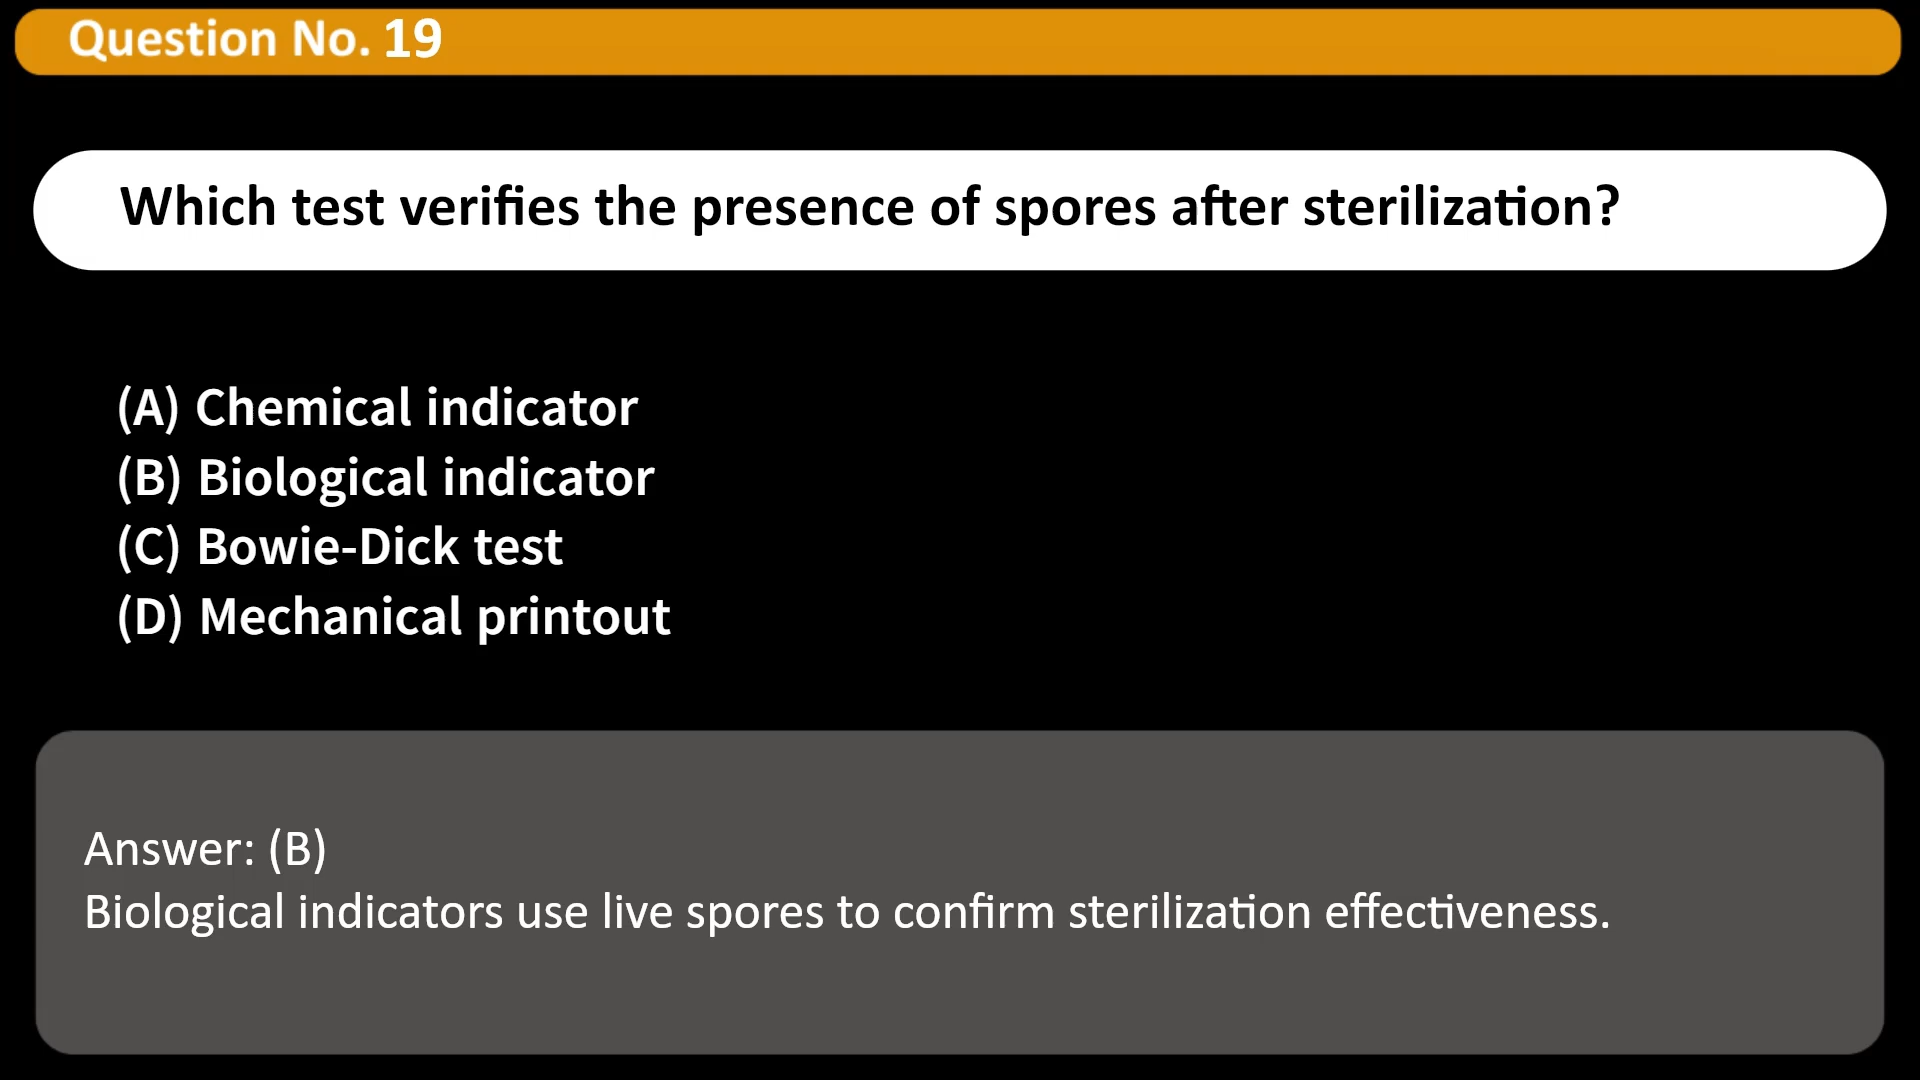 Question No. 19
Which test verifies the presence of spores after sterilization?
(A) Chemical indicator
(B) Biological indicator
(C) Bowie-Dick test
(D) Mechanical printout
Answer: (B)
Biological indicators use live spores to confirm sterilization effectiveness.